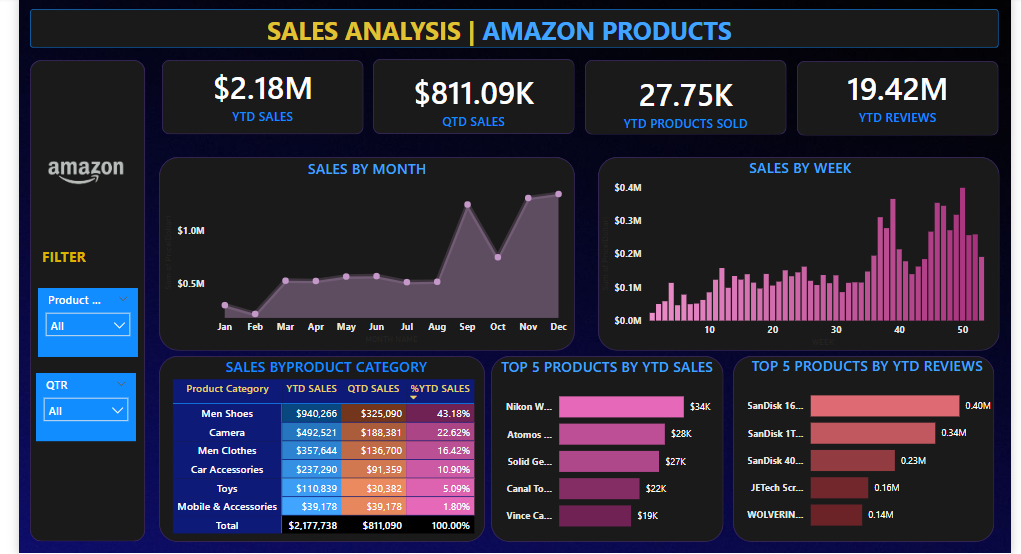 SALES ANALYSIS | AMAZON PRODUCTS
$2.18M
YTD SALES
$811.09K
QTD SALES
27.75K
YTD PRODUCTS SOLD
19.42M
YTD REVIEWS
amazon
FILTER
Product ...
All
QTR
All
SALES BY MONTH
$1.0M
$0.5M
Jan Feb Mar Apr May Jun Jul Aug Sep Oct Nov Dec
SALES BY WEEK
$0.4M
$0.3M
$0.2M
$0.1M
$0.0M
10 20 30 40 50
SALES BYPRODUCT CATEGORY
Product Category YTD SALES QTD SALES %YTD SALES
Men Shoes $940,266 $325,090 43.18%
Camera $492,521 $188,381 22.62%
Men Clothes $357,644 $136,700 16.42%
Car Accessories $237,290 $91,359 10.90%
Toys $110,839 $30,382 5.09%
Mobile & Accessories $39,178 $39,178 1.80%
Total $2,177,738 $811,090 100.00%
TOP 5 PRODUCTS BY YTD SALES
Nikon W... $34K
Atomos ... $28K
Solid Ge... $27K
Canal To... $22K
Vince Ca... $19K
TOP 5 PRODUCTS BY YTD REVIEWS
SanDisk 16... 0.40M
SanDisk 1T... 0.34M
SanDisk 40... 0.23M
JETech Scr... 0.16M
WOLVERIN... 0.14M